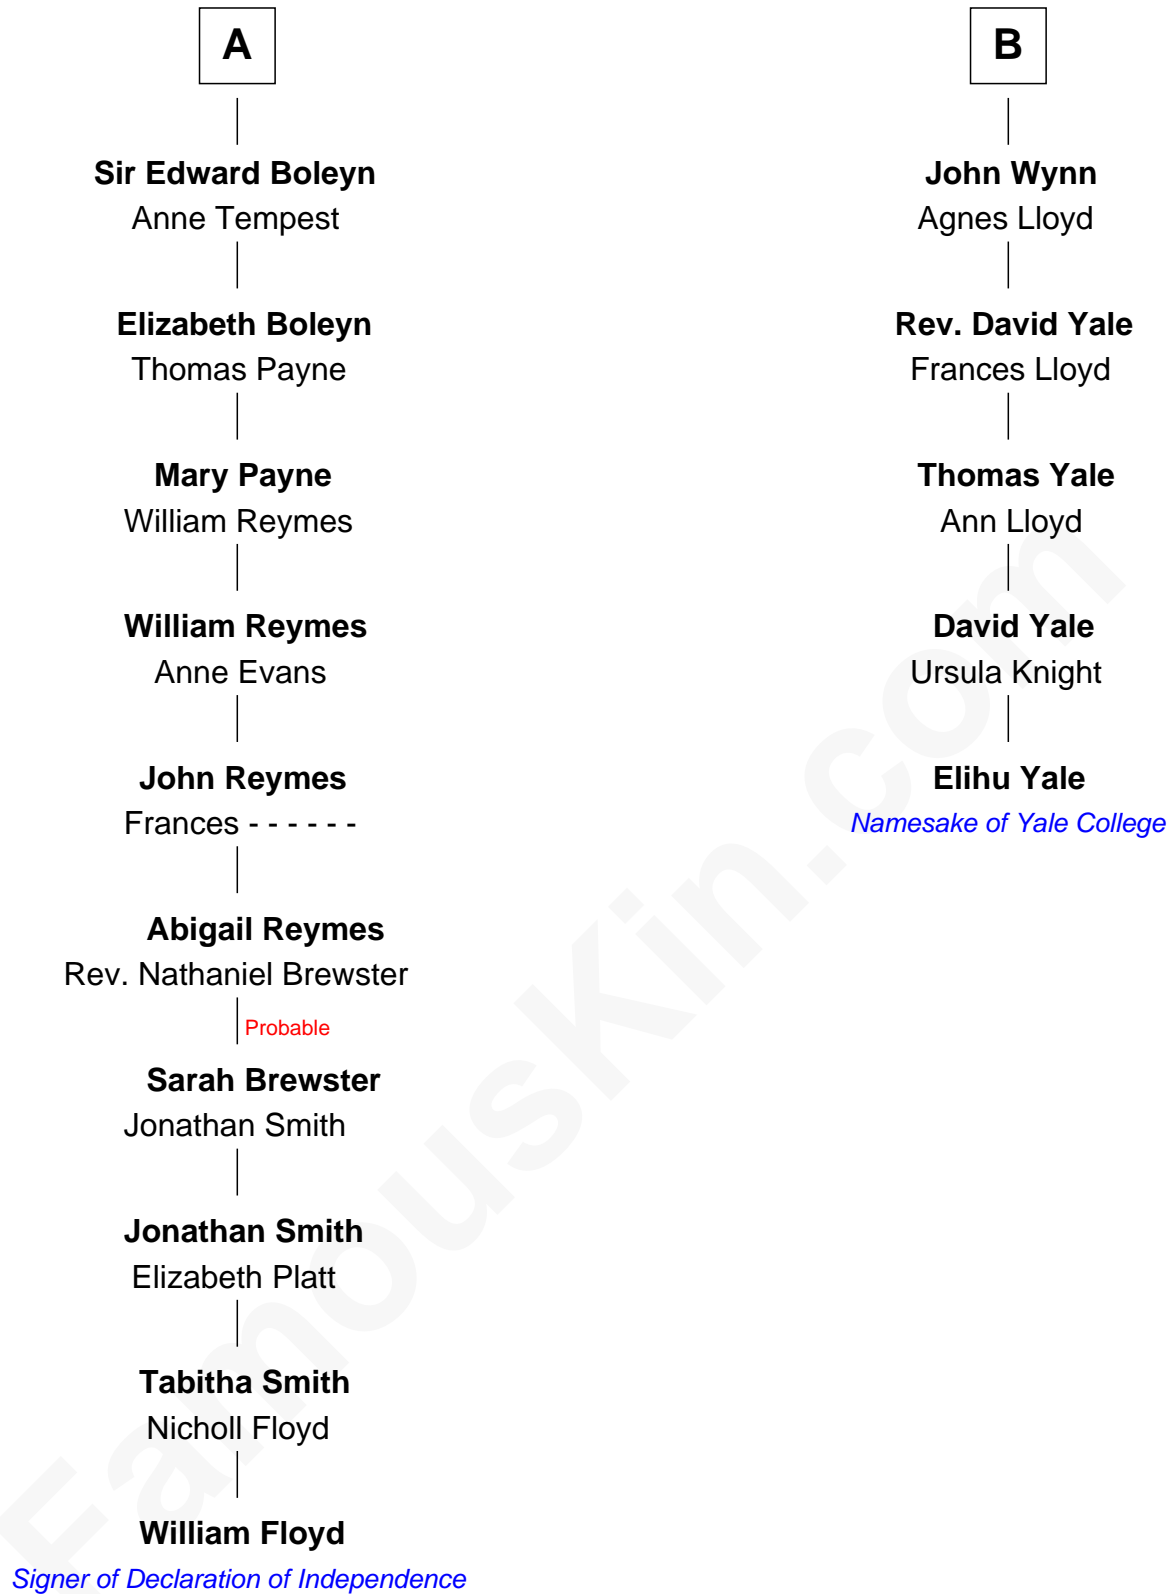 A
Sir Edward Boleyn
Anne Tempest
Elizabeth Boleyn
Thomas Payne
Mary Payne
William Reymes
William Reymes
Anne Evans
John Reymes
Frances - - - - - -
Abigail Reymes
Rev. Nathaniel Brewster
Probable
Sarah Brewster
Jonathan Smith
Jonathan Smith
Elizabeth Platt
Tabitha Smith
Nicholl Floyd
William Floyd
Signer of Declaration of Independence
B
John Wynn
Agnes Lloyd
Rev. David Yale
Frances Lloyd
Thomas Yale
Ann Lloyd
David Yale
Ursula Knight
Elihu Yale
Namesake of Yale College
FamousKin.com